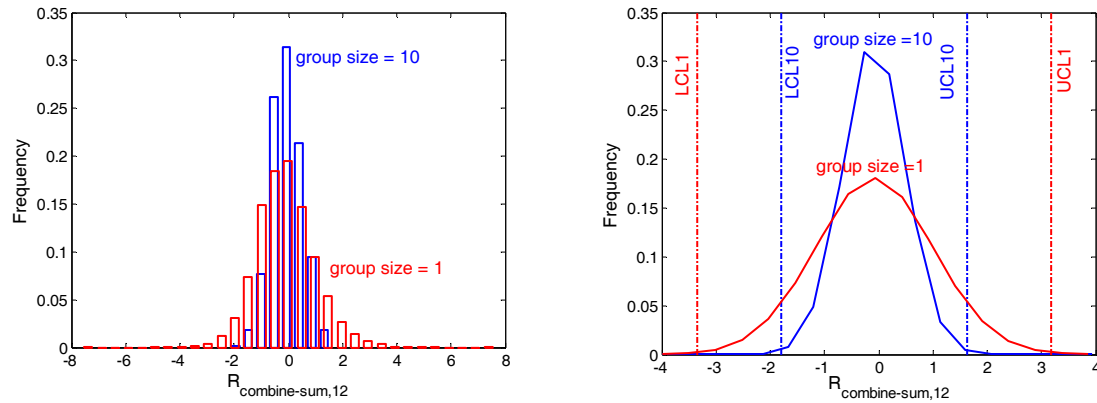 0.35
0.3
0.25
0.2
0.15
0.1
0.05
0
-8
-6
-4
-2
0
2
4
6
8
Frequency
R combine-sum,12
group size = 10
group size = 1
0.35
0.3
0.25
0.2
0.15
0.1
0.05
0
-4
-3
-2
-1
0
1
2
3
4
Frequency
R combine-sum,12
group size =10
group size =1
LCL1
LCL10
UCL10
UCL1